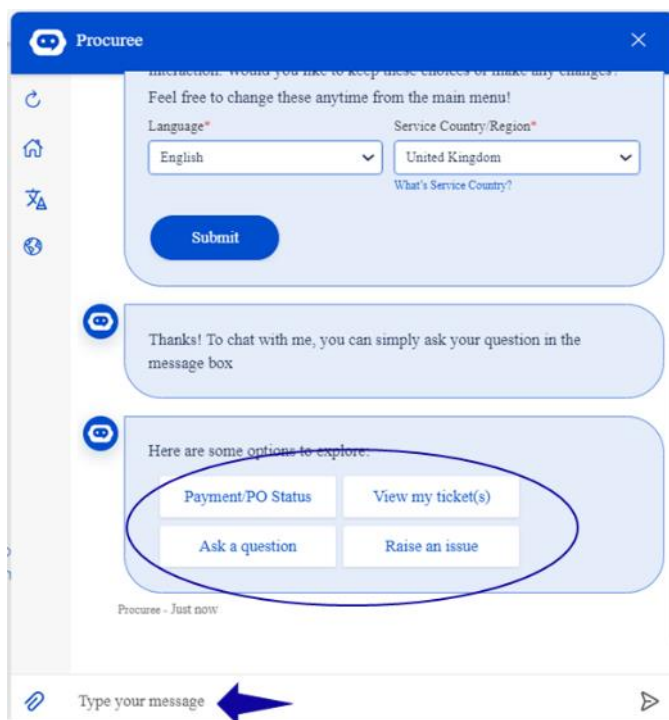 Procuree
interaction. Would you like to keep these choices or make any changes?
Feel free to change these anytime from the main menu!
Language* Service Country/Region*
English United Kingdom
What's Service Country?
Submit
Thanks! To chat with me, you can simply ask your question in the
message box
Here are some options to explore:
Payment/PO Status View my ticket(s)
Ask a question Raise an issue
Procuree - Just now
Type your message